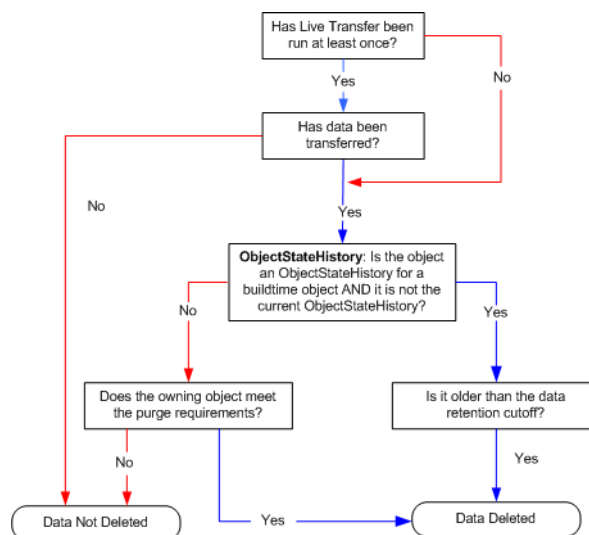 Has Live Transfer been
run at least once?
No
Yes
Has data been
transferred?
No
Yes
ObjectStateHistory: Is the object
an ObjectStateHistory for a
buildtime object AND it is not the
current ObjectStateHistory?
No
Yes
Does the owning object meet
the purge requirements?
Is it older than the data
retention cutoff?
No
Yes
Yes
Data Not Deleted
Data Deleted